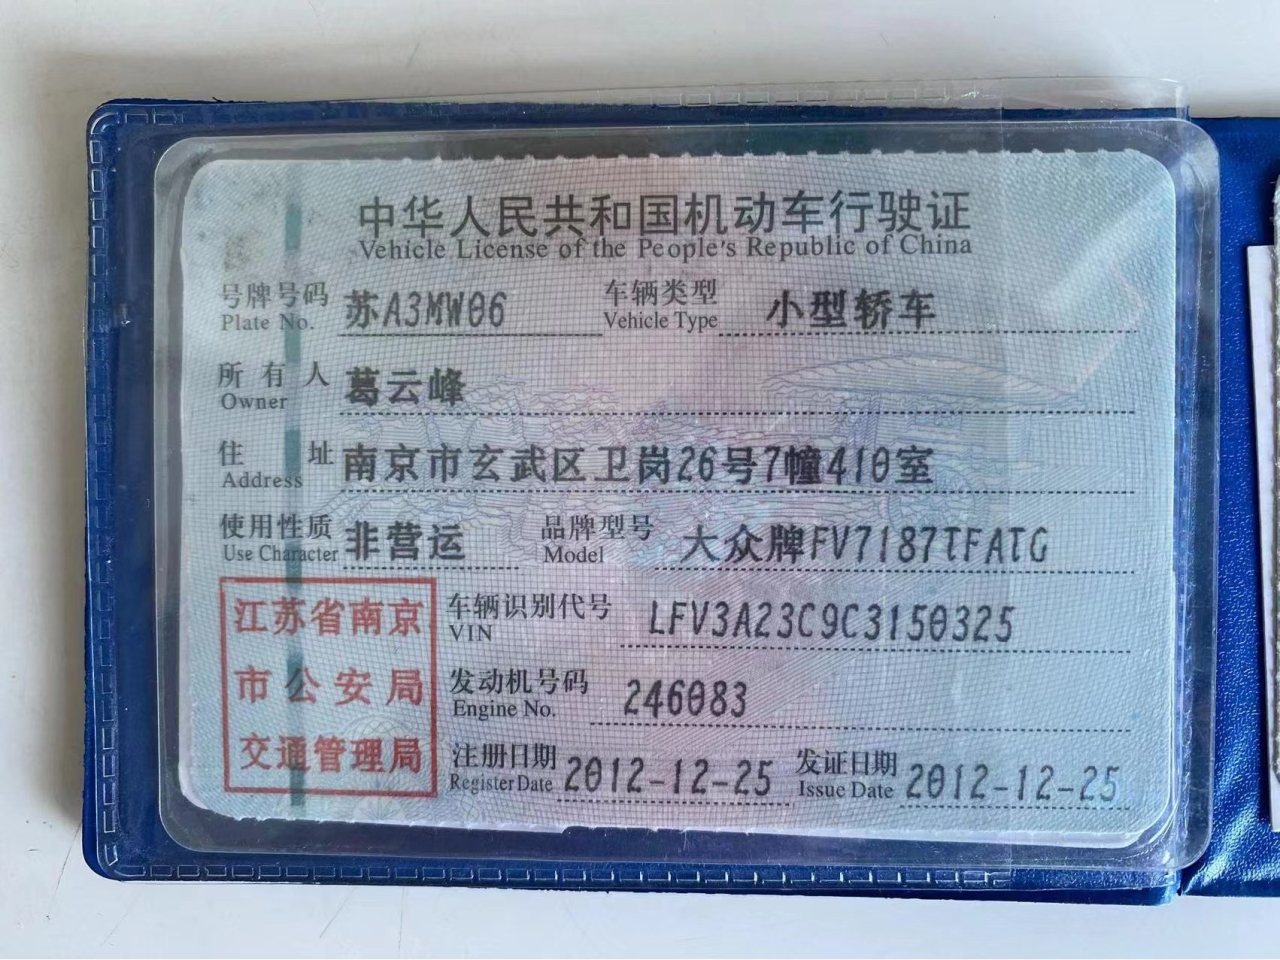 中华人民共和国机动车行驶证
Vehicle License of the People's Republic of China
号牌号码 苏A3MW06 车辆类型 小型轿车
Plate No. Vehicle Type
所有人 葛云峰
Owner
住址 南京市玄武区卫岗26号7幢410室
Address
使用性质 非营运 品牌型号 大众牌FV7187TFATG
Use Character Model
江苏省南京
市公安局
交通管理局
车辆识别代号 LFV3A23C9C3150325
VIN
发动机号码 246083
Engine No.
注册日期 2012-12-25 发证日期 2012-12-25
Register Date Issue Date